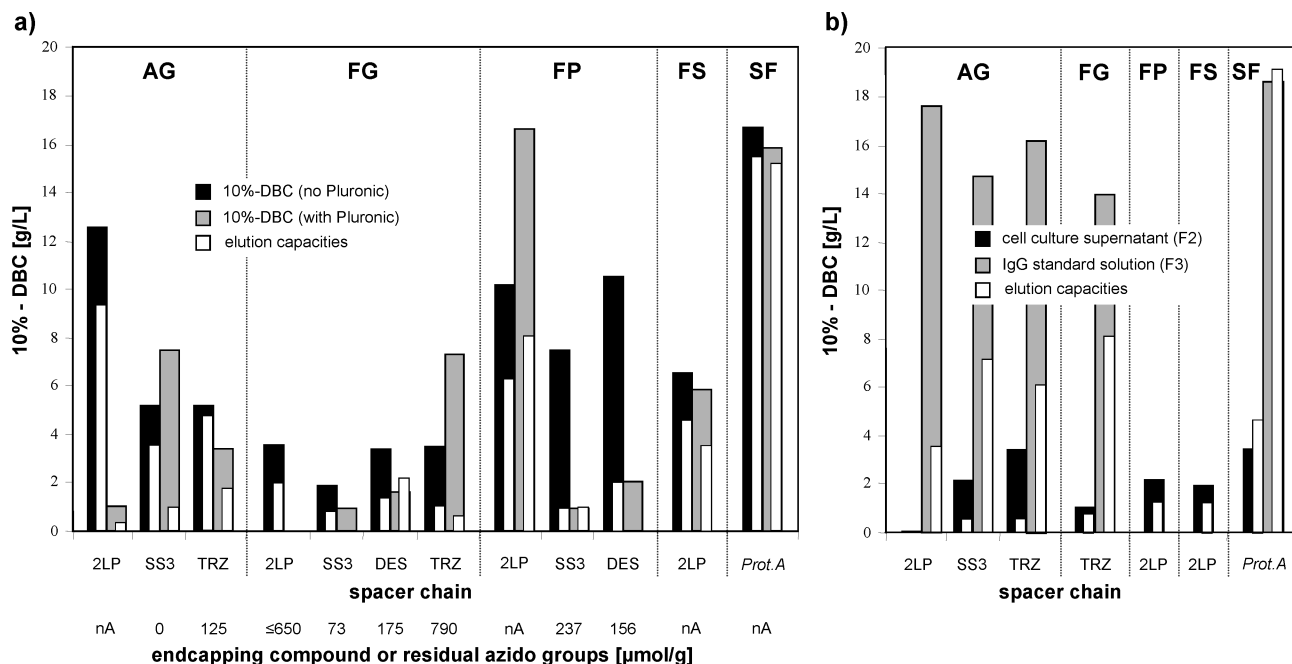 a)
20
18
16
14
12
10
8
6
4
2
0
10% - DBC [g/L]
AG FG FP FS SF
10%-DBC (no Pluronic)
10%-DBC (with Pluronic)
elution capacities
2LP SS3 TRZ 2LP SS3 DES TRZ 2LP SS3 DES 2LP Prot.A
spacer chain
nA 0 125 ≤650 73 175 790 nA 237 156 nA nA
endcapping compound or residual azido groups [µmol/g]
b)
20
18
16
14
12
10
8
6
4
2
0
10% - DBC [g/L]
AG FG FP FS SF
cell culture supernatant (F2)
IgG standard solution (F3)
elution capacities
2LP SS3 TRZ TRZ 2LP 2LP Prot.A
spacer chain